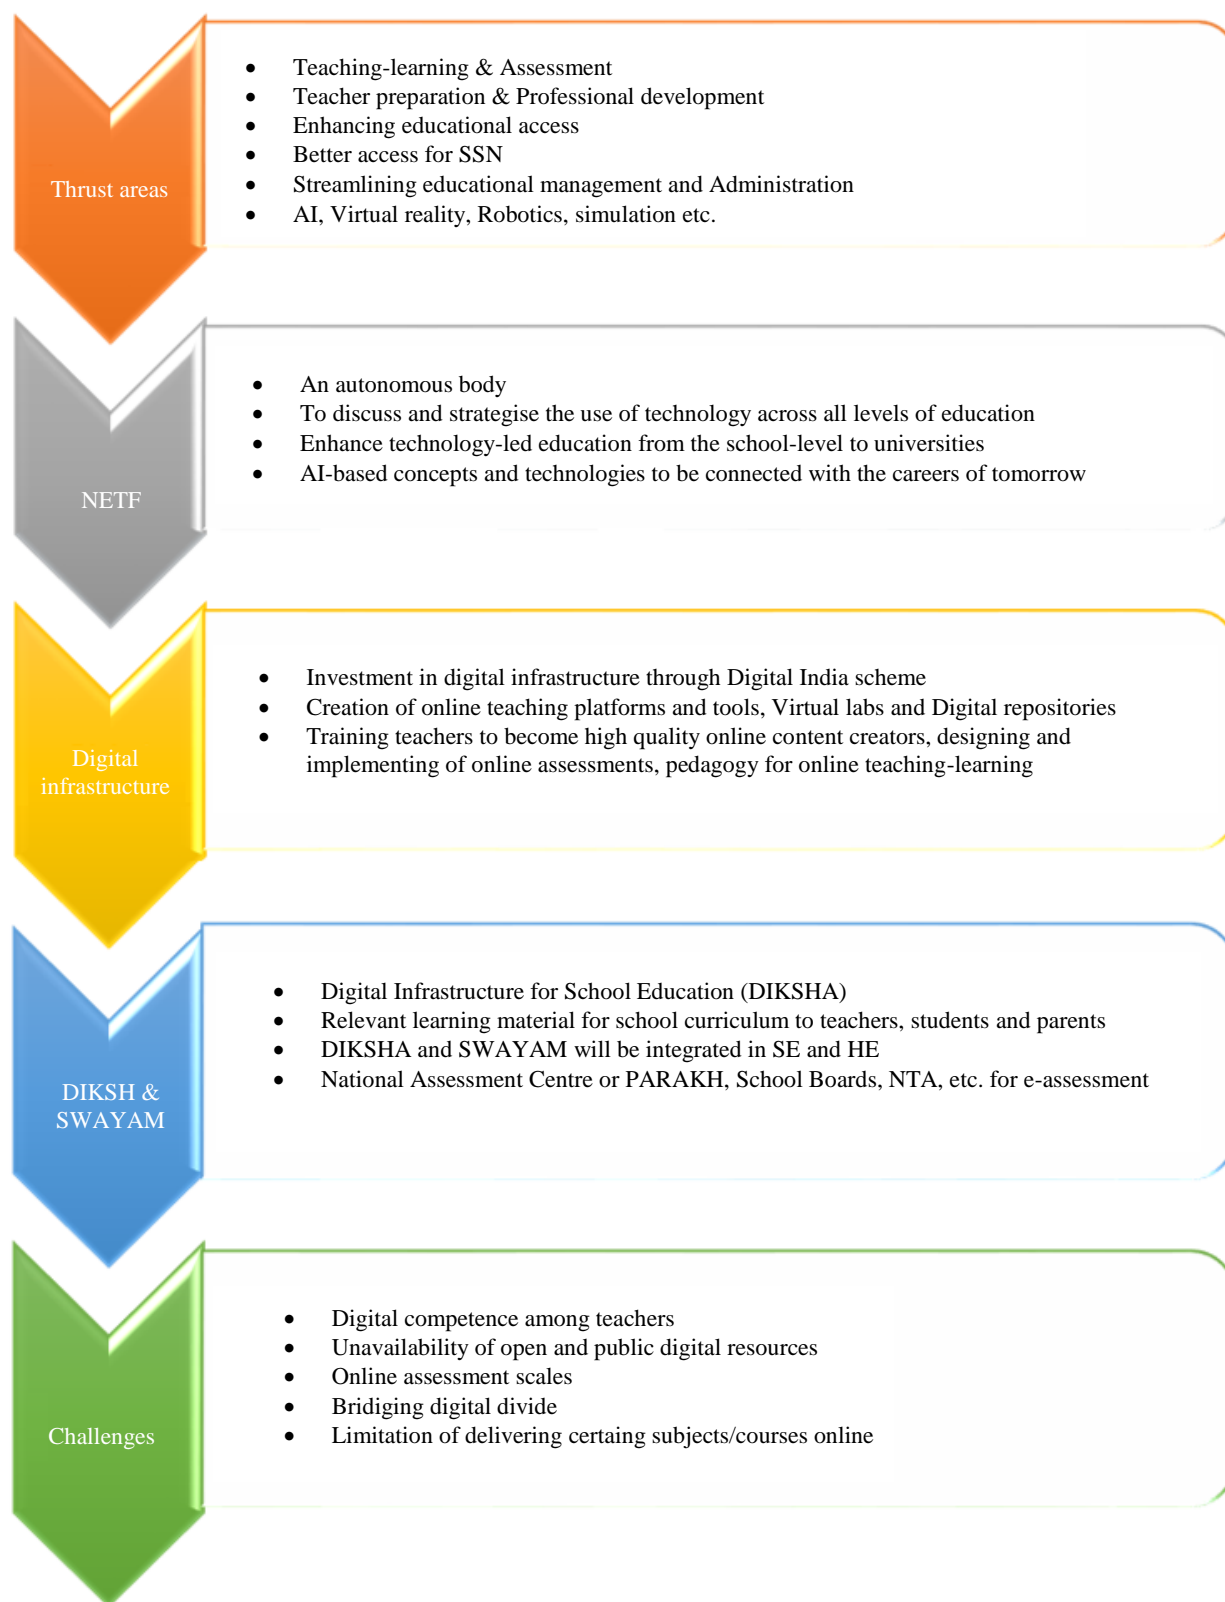 Thrust areas
• Teaching-learning & Assessment
• Teacher preparation & Professional development
• Enhancing educational access
• Better access for SSN
• Streamlining educational management and Administration
• AI, Virtual reality, Robotics, simulation etc.
NETF
• An autonomous body
• To discuss and strategise the use of technology across all levels of education
• Enhance technology-led education from the school-level to universities
• AI-based concepts and technologies to be connected with the careers of tomorrow
Digital
infrastructure
• Investment in digital infrastructure through Digital India scheme
• Creation of online teaching platforms and tools, Virtual labs and Digital repositories
• Training teachers to become high quality online content creators, designing and
implementing of online assessments, pedagogy for online teaching-learning
DIKSH &
SWAYAM
• Digital Infrastructure for School Education (DIKSHA)
• Relevant learning material for school curriculum to teachers, students and parents
• DIKSHA and SWAYAM will be integrated in SE and HE
• National Assessment Centre or PARAKH, School Boards, NTA, etc. for e-assessment
Challenges
• Digital competence among teachers
• Unavailability of open and public digital resources
• Online assessment scales
• Bridiging digital divide
• Limitation of delivering certaing subjects/courses online